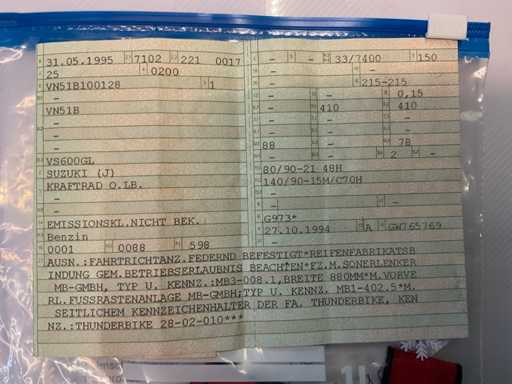 31.05.1995 7102 221 0017
25 0200
VN51B100128 1
-
VN51B
-
-
-
VS600GL
SUZUKI (J)
KRAFTRAD O.LB.
-
-
EMISSIONSKL.NICHT BEK.
Benzin
0001 0088 598
- - 33/7400 150
- -
- 215-215
- - 0,15
- 410 410
- -
- -
88 - 78
- - 2 -
80/90-21 48H
140/90-15M/C70H
-
- -
G973*
27.10.1994 A GW765769
AUSN.:FAHRTRICHTANZ.FEDERND BEFESTIGT*REIFENFABRIKATSB
INDUNG GEM.BETRIEBSERLAUBNIS BEACHTEN*FZ.M.SONERLENKER
MB-GMBH, TYP U. KENNZ.:MB3-008.1,BREITE 880MM*M.VORVE
RL.FUSSRASTENANLAGE MB-GMBH;TYP U. KENNZ. MB1-402.5*M.
SEITLICHEM KENNZEICHENHALTER DER FA. THUNDERBIKE, KEN
NZ.:THUNDERBIKE 28-02-010***